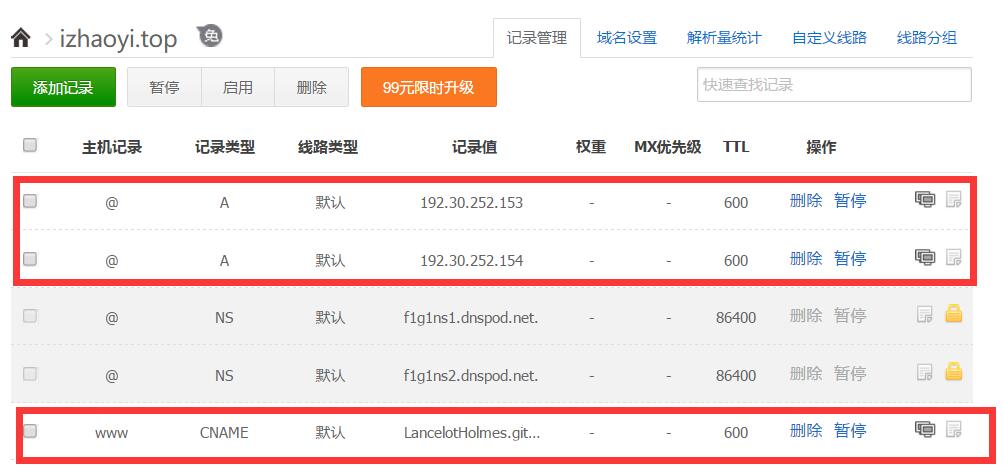 izhaoyi.top 免
记录管理 域名设置 解析量统计 自定义线路 线路分组
添加记录 暂停 启用 删除 99元限时升级 快速查找记录
主机记录 记录类型 线路类型 记录值 权重 MX优先级 TTL 操作
@ A 默认 192.30.252.153 - - 600 删除 暂停
@ A 默认 192.30.252.154 - - 600 删除 暂停
@ NS 默认 f1g1ns1.dnspod.net. - - 86400 删除 暂停
@ NS 默认 f1g1ns2.dnspod.net. - - 86400 删除 暂停
www CNAME 默认 LancelotHolmes.git... - - 600 删除 暂停